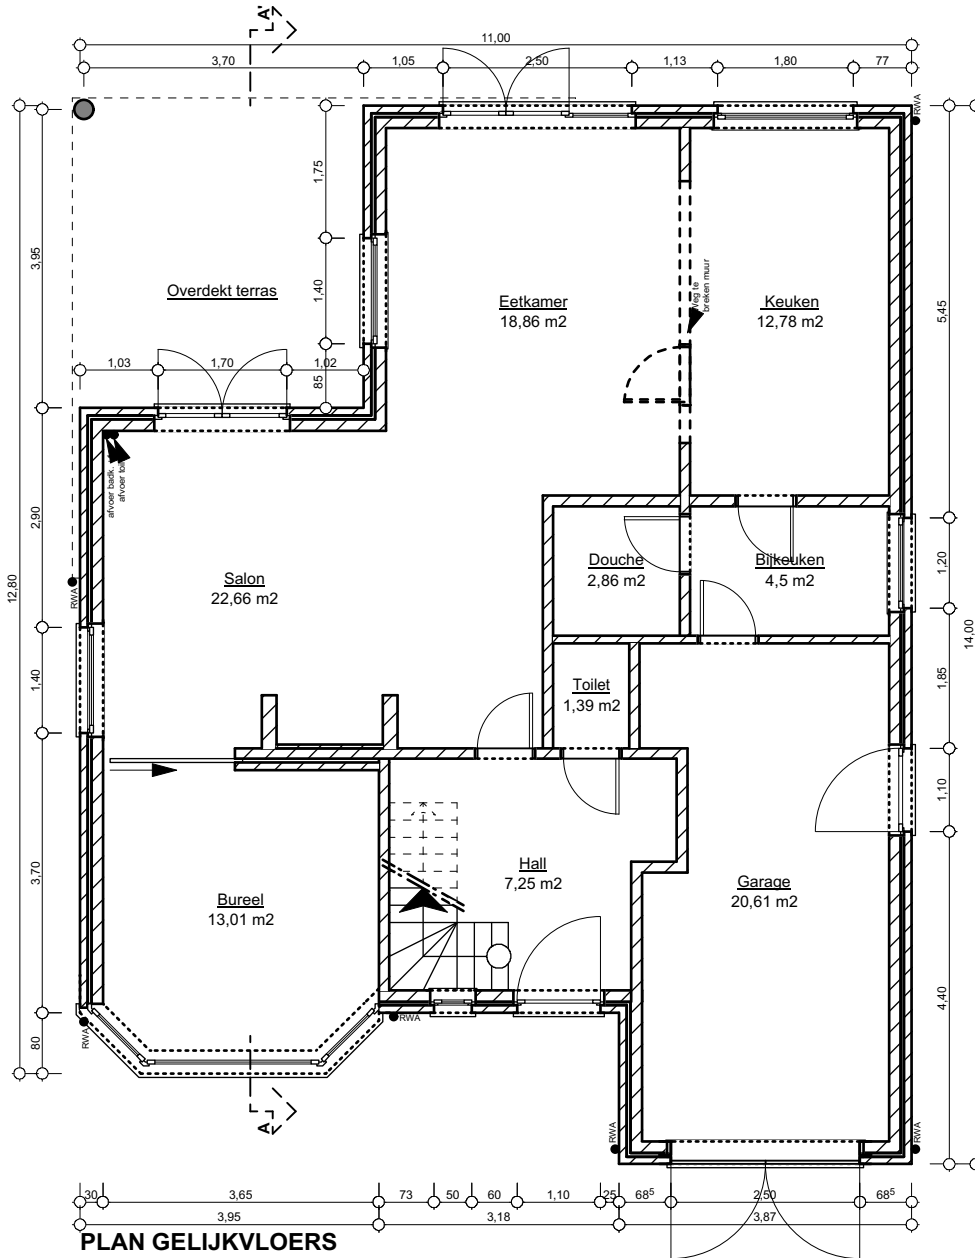 A'
11,00
3,70
1,05
2,50
1,13
1,80
77
RWA
1,75
3,95
Overdekt terras
1,40
Eetkamer
18,86 m2
Weg te
breken muur
Keuken
12,78 m2
5,45
1,03
1,70
1,02
85
afvoer badk.
afvoer toil
2,90
12,80
RWA
Salon
22,66 m2
Douche
2,86 m2
Bijkeuken
4,5 m2
1,20
14,00
1,40
Toilet
1,39 m2
1,85
1,10
3,70
Bureel
13,01 m2
Hall
7,25 m2
Garage
20,61 m2
4,40
80
RWA
RWA
A
RWA
RWA
30
3,65
73
50
60
1,10
25
68⁵
2,50
68⁵
3,95
3,18
3,87
PLAN GELIJKVLOERS